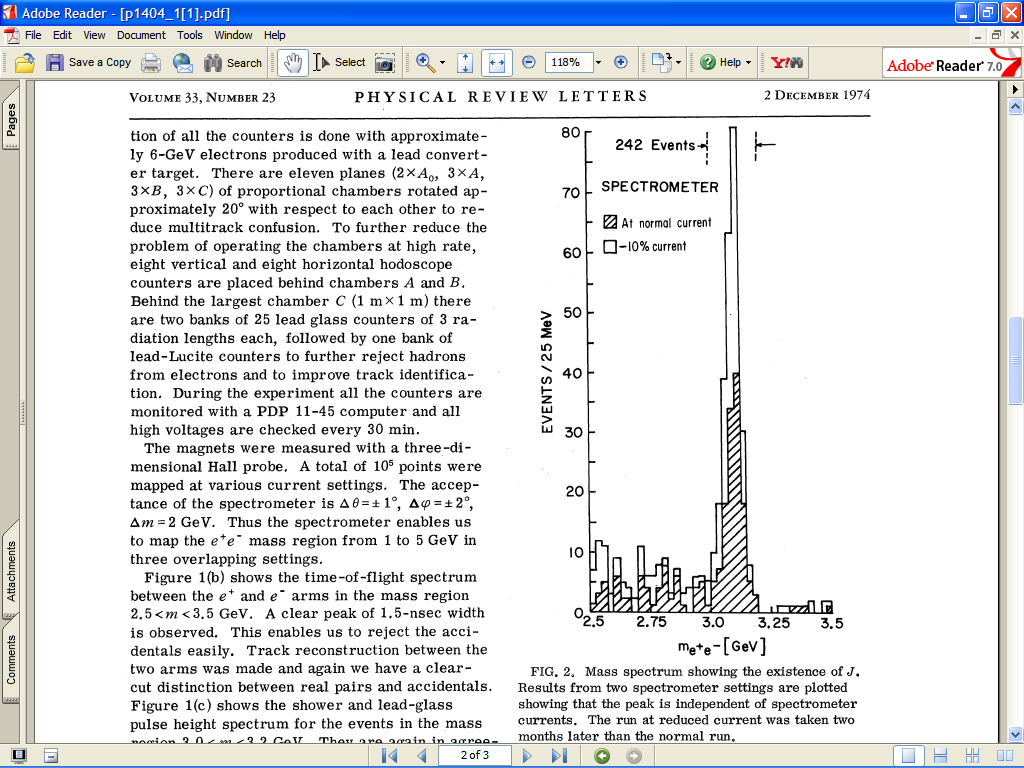 Adobe Reader - [p1404_1[1].pdf]
File Edit View Document Tools Window Help
Save a Copy Search Select 118% Help Y! Adobe Reader 7.0
Pages
Attachments
Comments
VOLUME 33, NUMBER 23 PHYSICAL REVIEW LETTERS 2 DECEMBER 1974
tion of all the counters is done with approximate-
ly 6-GeV electrons produced with a lead convert-
er target. There are eleven planes (2×A₀, 3×A,
3×B, 3×C) of proportional chambers rotated ap-
proximately 20° with respect to each other to re-
duce multitrack confusion. To further reduce the
problem of operating the chambers at high rate,
eight vertical and eight horizontal hodoscope
counters are placed behind chambers A and B.
Behind the largest chamber C (1 m×1 m) there
are two banks of 25 lead glass counters of 3 ra-
diation lengths each, followed by one bank of
lead-Lucite counters to further reject hadrons
from electrons and to improve track identifica-
tion. During the experiment all the counters are
monitored with a PDP 11-45 computer and all
high voltages are checked every 30 min.
The magnets were measured with a three-di-
mensional Hall probe. A total of 10⁵ points were
mapped at various current settings. The accep-
tance of the spectrometer is Δθ=±1°, Δφ=±2°,
Δm=2 GeV. Thus the spectrometer enables us
to map the e⁺e⁻ mass region from 1 to 5 GeV in
three overlapping settings.
Figure 1(b) shows the time-of-flight spectrum
between the e⁺ and e⁻ arms in the mass region
2.5<m<3.5 GeV. A clear peak of 1.5-nsec width
is observed. This enables us to reject the acci-
dentals easily. Track reconstruction between the
two arms was made and again we have a clear-
cut distinction between real pairs and accidentals.
Figure 1(c) shows the shower and lead-glass
pulse height spectrum for the events in the mass
region 3.0<m<3.2 GeV. They are again in agree-
80
70
60
50
40
30
20
10
0
EVENTS / 25 MeV
242 Events
SPECTROMETER
At normal current
-10% current
2.5 2.75 3.0 3.25 3.5
mₑ+ₑ-[GeV]
FIG. 2. Mass spectrum showing the existence of J.
Results from two spectrometer settings are plotted
showing that the peak is independent of spectrometer
currents. The run at reduced current was taken two
months later than the normal run.
2 of 3